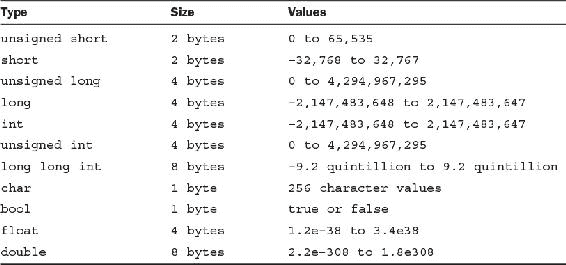 Type Size Values
unsigned short 2 bytes 0 to 65,535
short 2 bytes -32,768 to 32,767
unsigned long 4 bytes 0 to 4,294,967,295
long 4 bytes -2,147,483,648 to 2,147,483,647
int 4 bytes -2,147,483,648 to 2,147,483,647
unsigned int 4 bytes 0 to 4,294,967,295
long long int 8 bytes -9.2 quintillion to 9.2 quintillion
char 1 byte 256 character values
bool 1 byte true or false
float 4 bytes 1.2e-38 to 3.4e38
double 8 bytes 2.2e-308 to 1.8e308